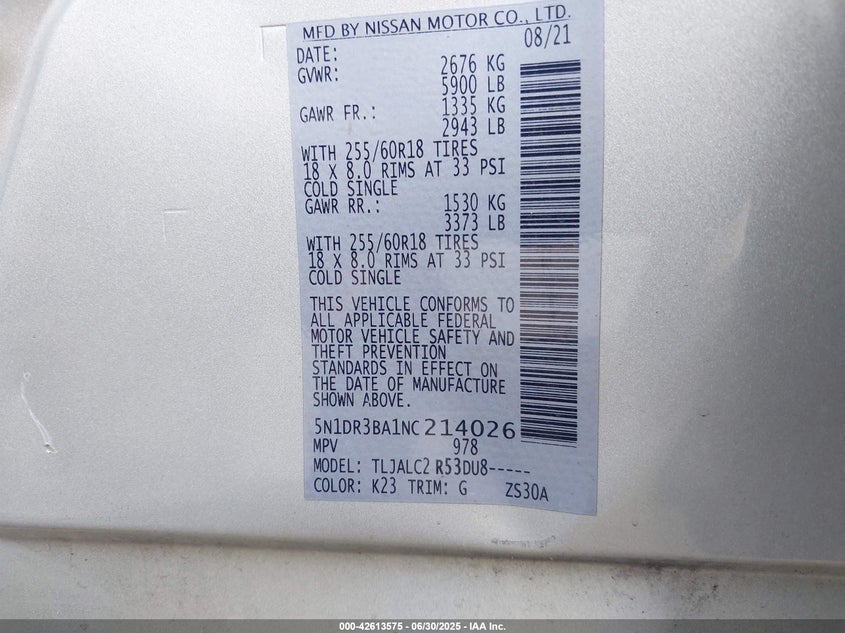 MFD BY NISSAN MOTOR CO., LTD.
DATE: 08/21
GVWR: 2676 KG
5900 LB
GAWR FR.: 1335 KG
2943 LB
WITH 255/60R18 TIRES
18 X 8.0 RIMS AT 33 PSI
COLD SINGLE
GAWR RR.: 1530 KG
3373 LB
WITH 255/60R18 TIRES
18 X 8.0 RIMS AT 33 PSI
COLD SINGLE
THIS VEHICLE CONFORMS TO
ALL APPLICABLE FEDERAL
MOTOR VEHICLE SAFETY AND
THEFT PREVENTION
STANDARDS IN EFFECT ON
THE DATE OF MANUFACTURE
SHOWN ABOVE.
5N1DR3BA1NC214026
MPV 978
MODEL: TLJALC2 R53DU8-----
COLOR: K23 TRIM: G ZS30A
000-42613575 - 06/30/2025 - IAA Inc.